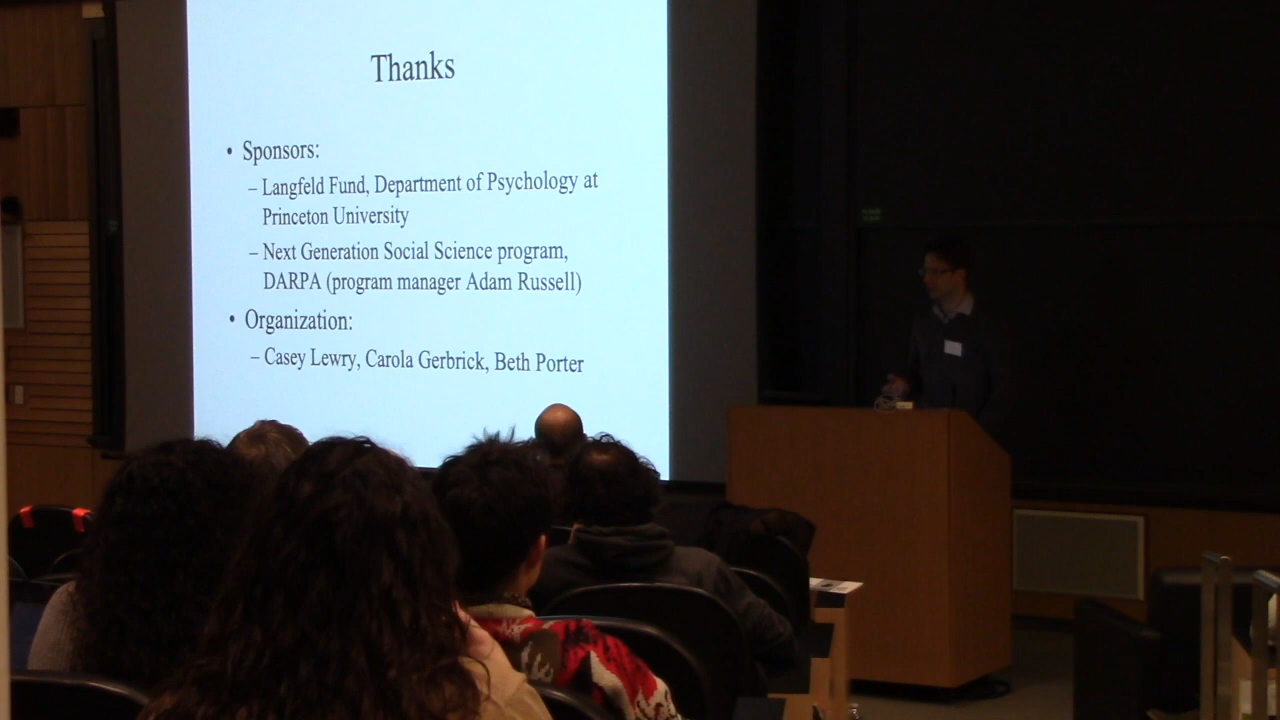 Thanks
• Sponsors:
– Langfeld Fund, Department of Psychology at
Princeton University
– Next Generation Social Science program,
DARPA (program manager Adam Russell)
• Organization:
– Casey Lewry, Carola Gerbrick, Beth Porter